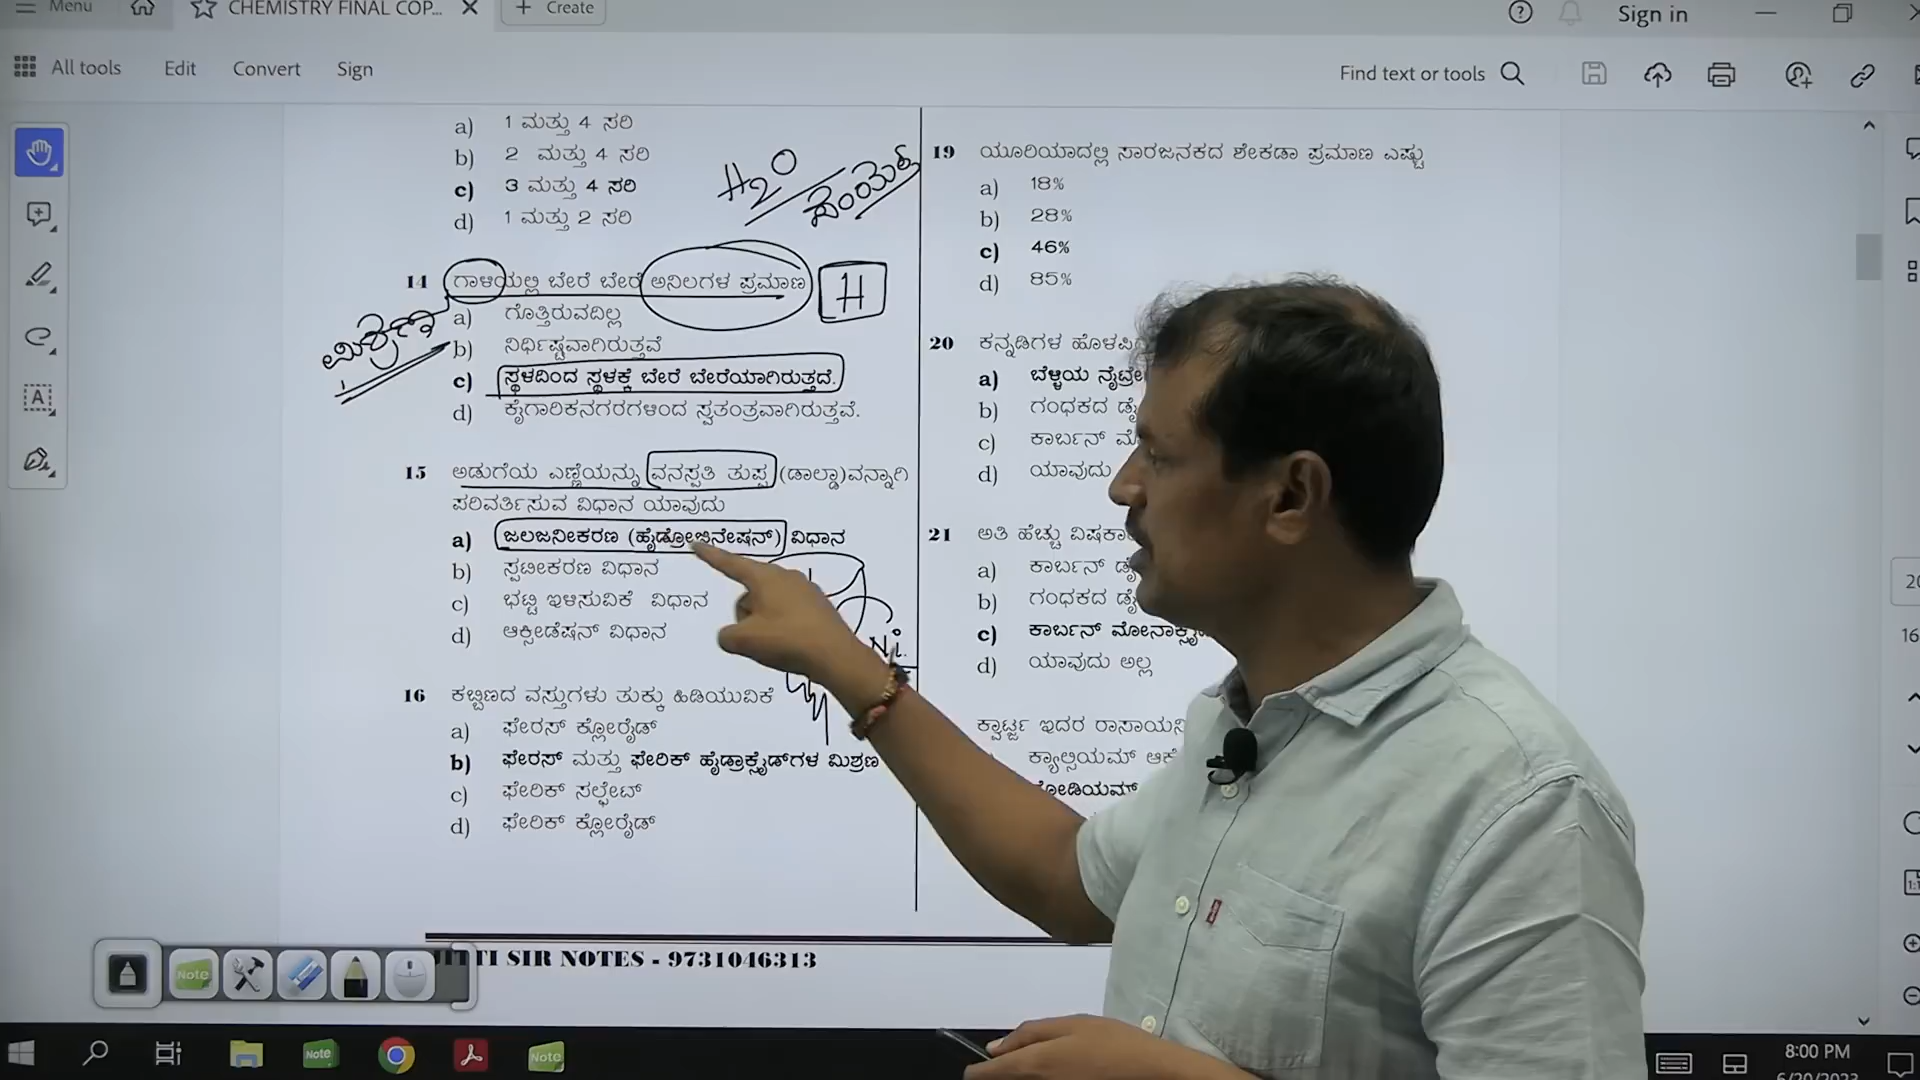 Menu
CHEMISTRY FINAL COP...
+ Create
Sign in
All tools
Edit
Convert
Sign
Find text or tools
a) 1 ಮತ್ತು 4 ಸರಿ
b) 2 ಮತ್ತು 4 ಸರಿ
c) 3 ಮತ್ತು 4 ಸರಿ
d) 1 ಮತ್ತು 2 ಸರಿ
H2O
14 ಗಾಳಿಯಲ್ಲಿ ಬೇರೆ ಬೇರೆ ಅನಿಲಗಳ ಪ್ರಮಾಣ
H
ಮಿಶ್ರಣ
a) ಗೊತ್ತಿರುವದಿಲ್ಲ
b) ನಿರ್ಧಿಷ್ಟವಾಗಿರುತ್ತವೆ
c) ಸ್ಥಳದಿಂದ ಸ್ಥಳಕ್ಕೆ ಬೇರೆ ಬೇರೆಯಾಗಿರುತ್ತದೆ.
d) ಕೈಗಾರಿಕನಗರಗಳಿಂದ ಸ್ವತಂತ್ರವಾಗಿರುತ್ತವೆ.
15 ಅಡುಗೆಯ ಎಣ್ಣೆಯನ್ನು ವನಸ್ಪತಿ ತುಪ್ಪ (ಡಾಲ್ಡಾ)ವನ್ನಾಗಿ
ಪರಿವರ್ತಿಸುವ ವಿಧಾನ ಯಾವುದು
a) ಜಲಜನೀಕರಣ (ಹೈಡ್ರೋಜಿನೇಷನ್) ವಿಧಾನ
b) ಸ್ಪಟೀಕರಣ ವಿಧಾನ
c) ಭಟ್ಟಿ ಇಳಿಸುವಿಕೆ ವಿಧಾನ
d) ಆಕ್ಸೀಡೆಷನ್ ವಿಧಾನ
Ni
16 ಕಬ್ಬಿಣದ ವಸ್ತುಗಳು ತುಕ್ಕು ಹಿಡಿಯುವಿಕೆ
a) ಫೇರಸ್ ಕ್ಲೋರೈಡ್
b) ಫೇರಸ್ ಮತ್ತು ಫೇರಿಕ್ ಹೈಡ್ರಾಕ್ಸೈಡ್‌ಗಳ ಮಿಶ್ರಣ
c) ಫೇರಿಕ್ ಸಲ್ಫೇಟ್
d) ಫೇರಿಕ್ ಕ್ಲೋರೈಡ್
19 ಯೂರಿಯಾದಲ್ಲಿ ಸಾರಜನಕದ ಶೇಕಡಾ ಪ್ರಮಾಣ ಎಷ್ಟು
a) 18%
b) 28%
c) 46%
d) 85%
20 ಕನ್ನಡಿಗಳ
a) ಬೆಳ್ಳಿಯ
b) ಗಂಧಕದ
c) ಕಾರ್ಬನ್
d) ಯಾವುದು
21 ಅತಿ ಹೆಚ್ಚು
a) ಕಾರ್ಬನ್
b) ಗಂಧಕದ
c) ಕಾರ್ಬನ್
d) ಯಾವುದು ಅಲ್ಲ
ಕ್ವಾರ್ಟ್ಜ್ ಇದರ
ಕ್ಯಾಲ್ಸಿಯಮ್
SIR NOTES - 9731046313
Note
Note
Note
8:00 PM